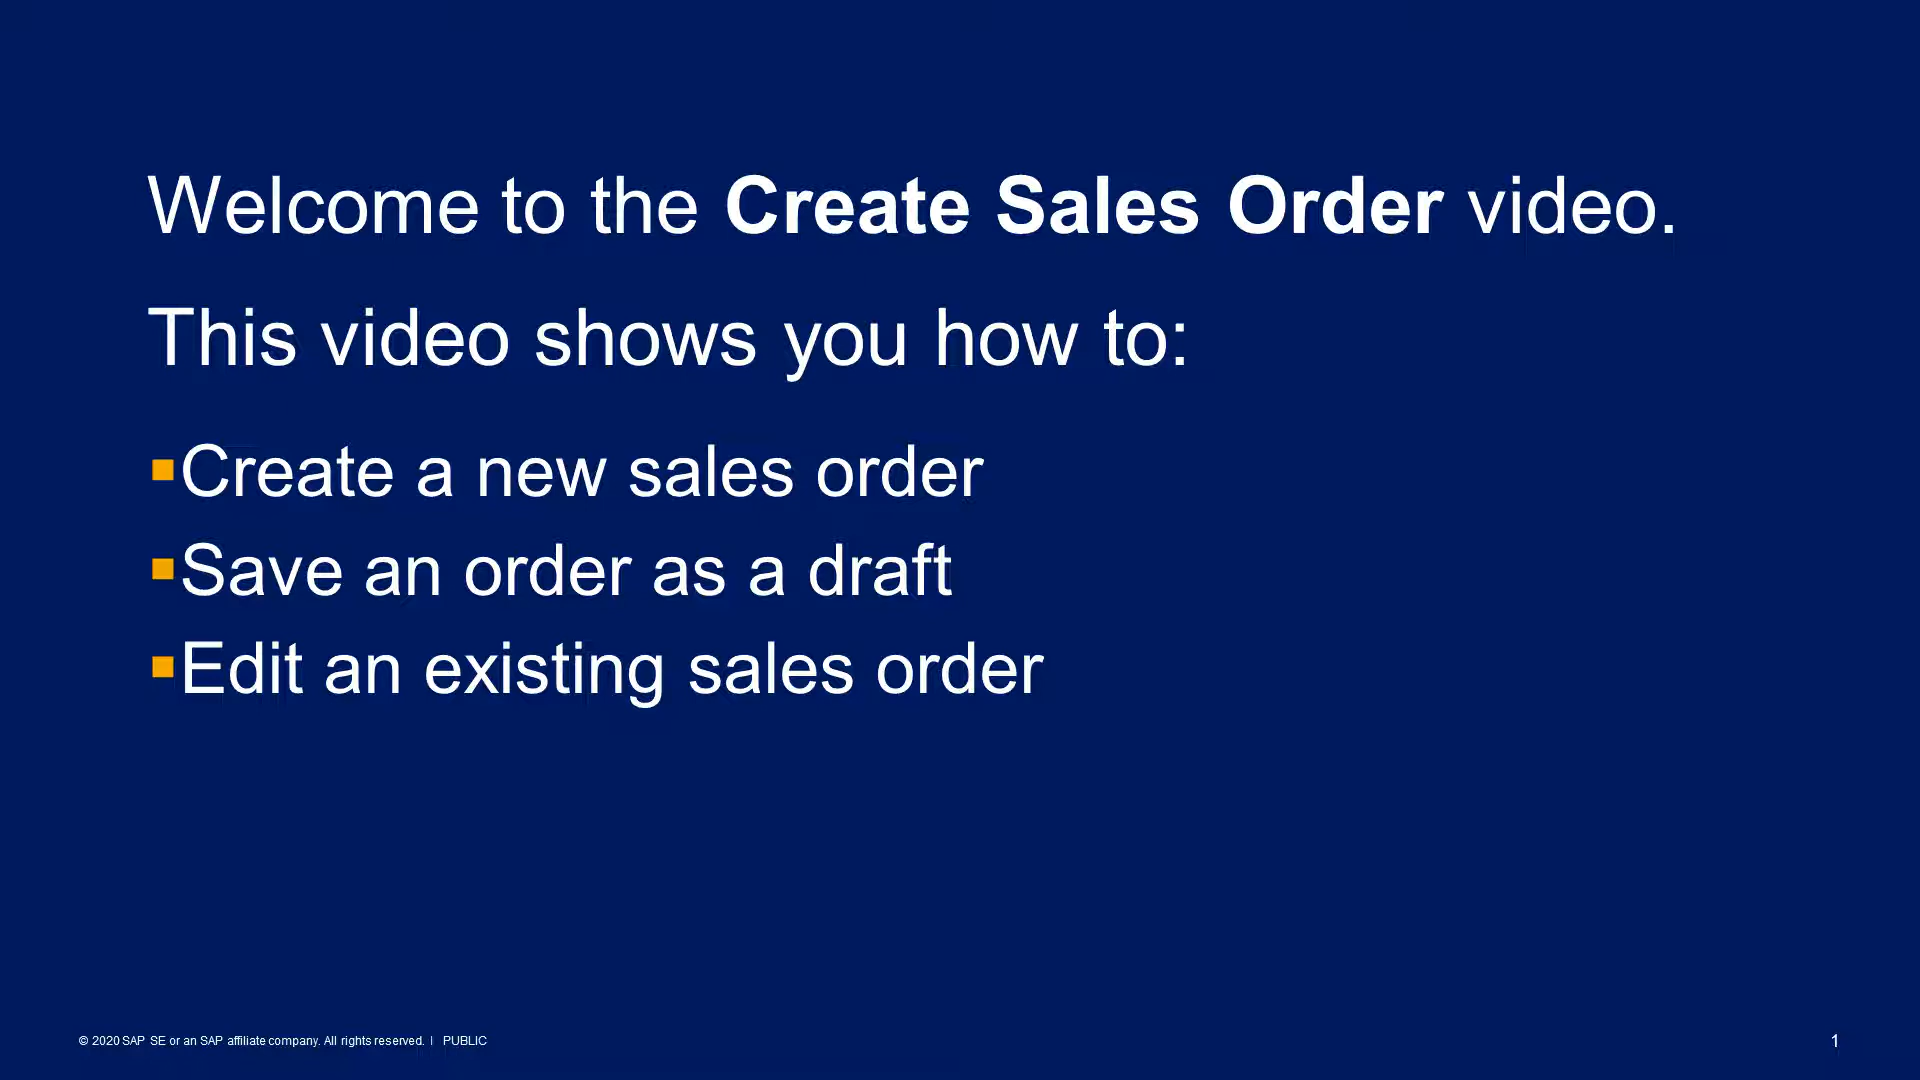 Welcome to the Create Sales Order video.
This video shows you how to:
▪Create a new sales order
▪Save an order as a draft
▪Edit an existing sales order
© 2020 SAP SE or an SAP affiliate company. All rights reserved. | PUBLIC
1